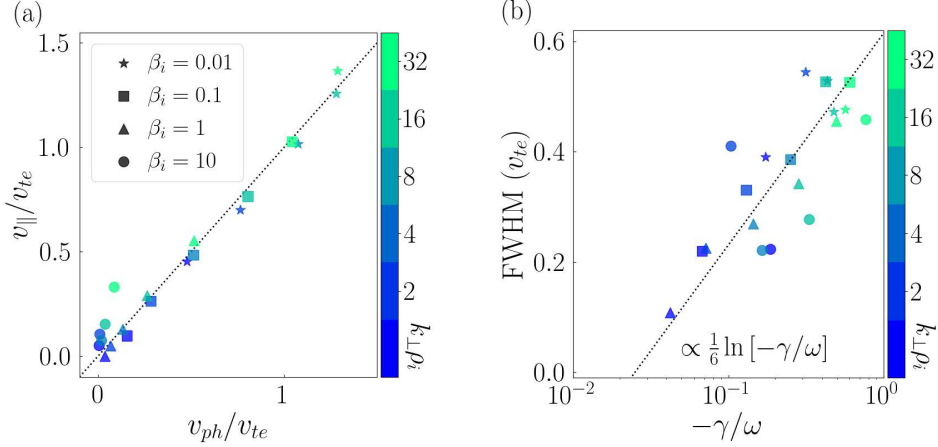 (a)
1.5
1.0
0.5
0.0
v∥/vte
0
1
vph/vte
βi = 0.01
βi = 0.1
βi = 1
βi = 10
32
16
8
4
2
k⊥ρi
(b)
0.6
0.4
0.2
0.0
FWHM (vte)
10⁻²
10⁻¹
10⁰
−γ/ω
∝ 1/6 ln [−γ/ω]
32
16
8
4
2
k⊥ρi